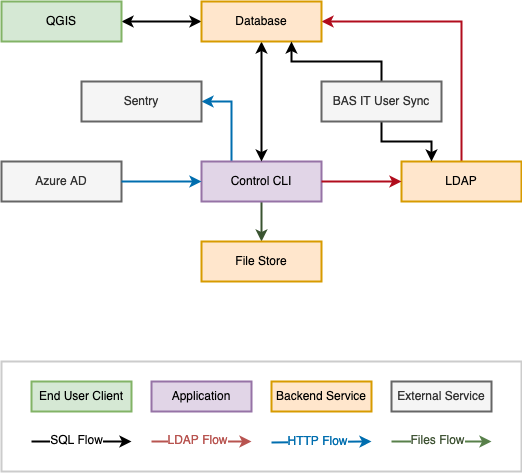 QGIS
Database
Sentry
BAS IT User Sync
Azure AD
Control CLI
LDAP
File Store
End User Client
Application
Backend Service
External Service
SQL Flow
LDAP Flow
HTTP Flow
Files Flow